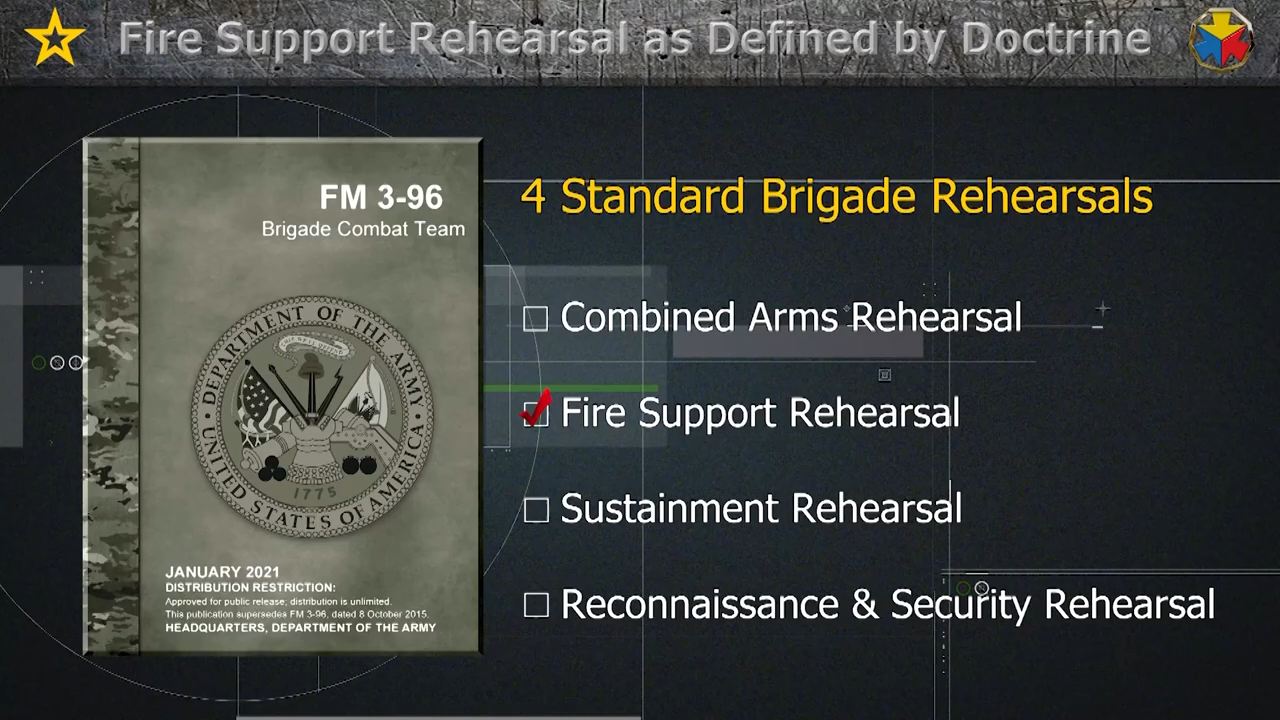 Fire Support Rehearsal as Defined by Doctrine
FM 3-96
Brigade Combat Team
DEPARTMENT OF THE ARMY
UNITED STATES OF AMERICA
1775
JANUARY 2021
DISTRIBUTION RESTRICTION:
Approved for public release; distribution is unlimited.
This publication supersedes FM 3-96, dated 8 October 2015.
HEADQUARTERS, DEPARTMENT OF THE ARMY
4 Standard Brigade Rehearsals
Combined Arms Rehearsal
Fire Support Rehearsal
Sustainment Rehearsal
Reconnaissance & Security Rehearsal